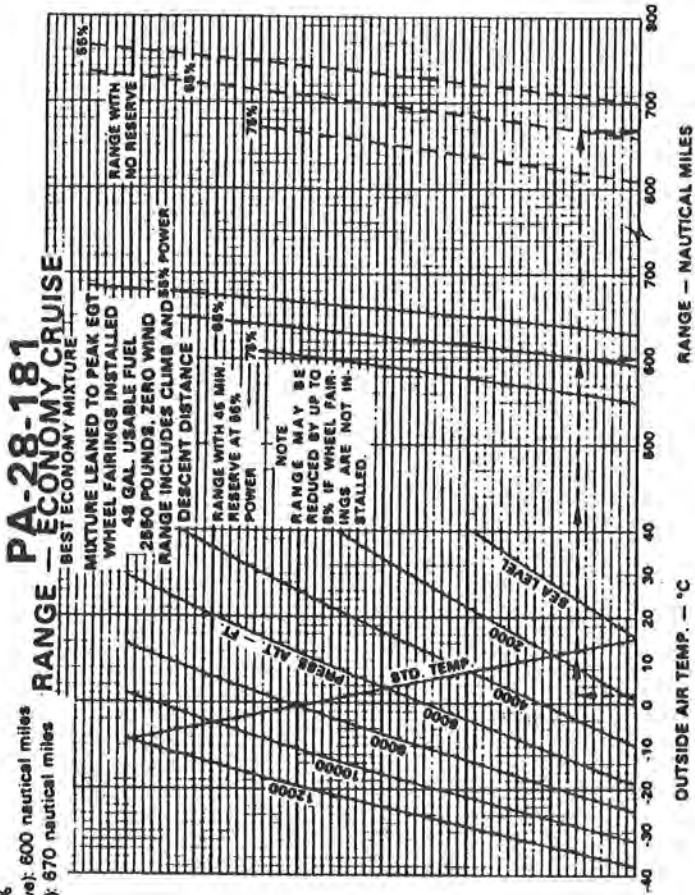 %
ve): 600 nautical miles
): 670 nautical miles
PA-28-181
RANGE — ECONOMY CRUISE
BEST ECONOMY MIXTURE
MIXTURE LEANED TO PEAK EGT
WHEEL FAIRINGS INSTALLED
48 GAL. USABLE FUEL
2550 POUNDS, ZERO WIND
RANGE INCLUDES CLIMB AND
DESCENT DISTANCE
55% POWER
RANGE WITH 45 MIN.
RESERVE AT 55%
POWER
65%
75%
NOTE
RANGE MAY BE
REDUCED BY UP TO
8% IF WHEEL FAIR-
INGS ARE NOT IN-
STALLED.
RANGE WITH
NO RESERVE
55%
65%
75%
PRESS. ALT. — FT
STD. TEMP.
SEA LEVEL
2000
4000
6000
8000
10000
12000
-40 -30 -20 -10 0 10 20 30 40 500 600 700 600 700 800
OUTSIDE AIR TEMP. — °C
RANGE — NAUTICAL MILES